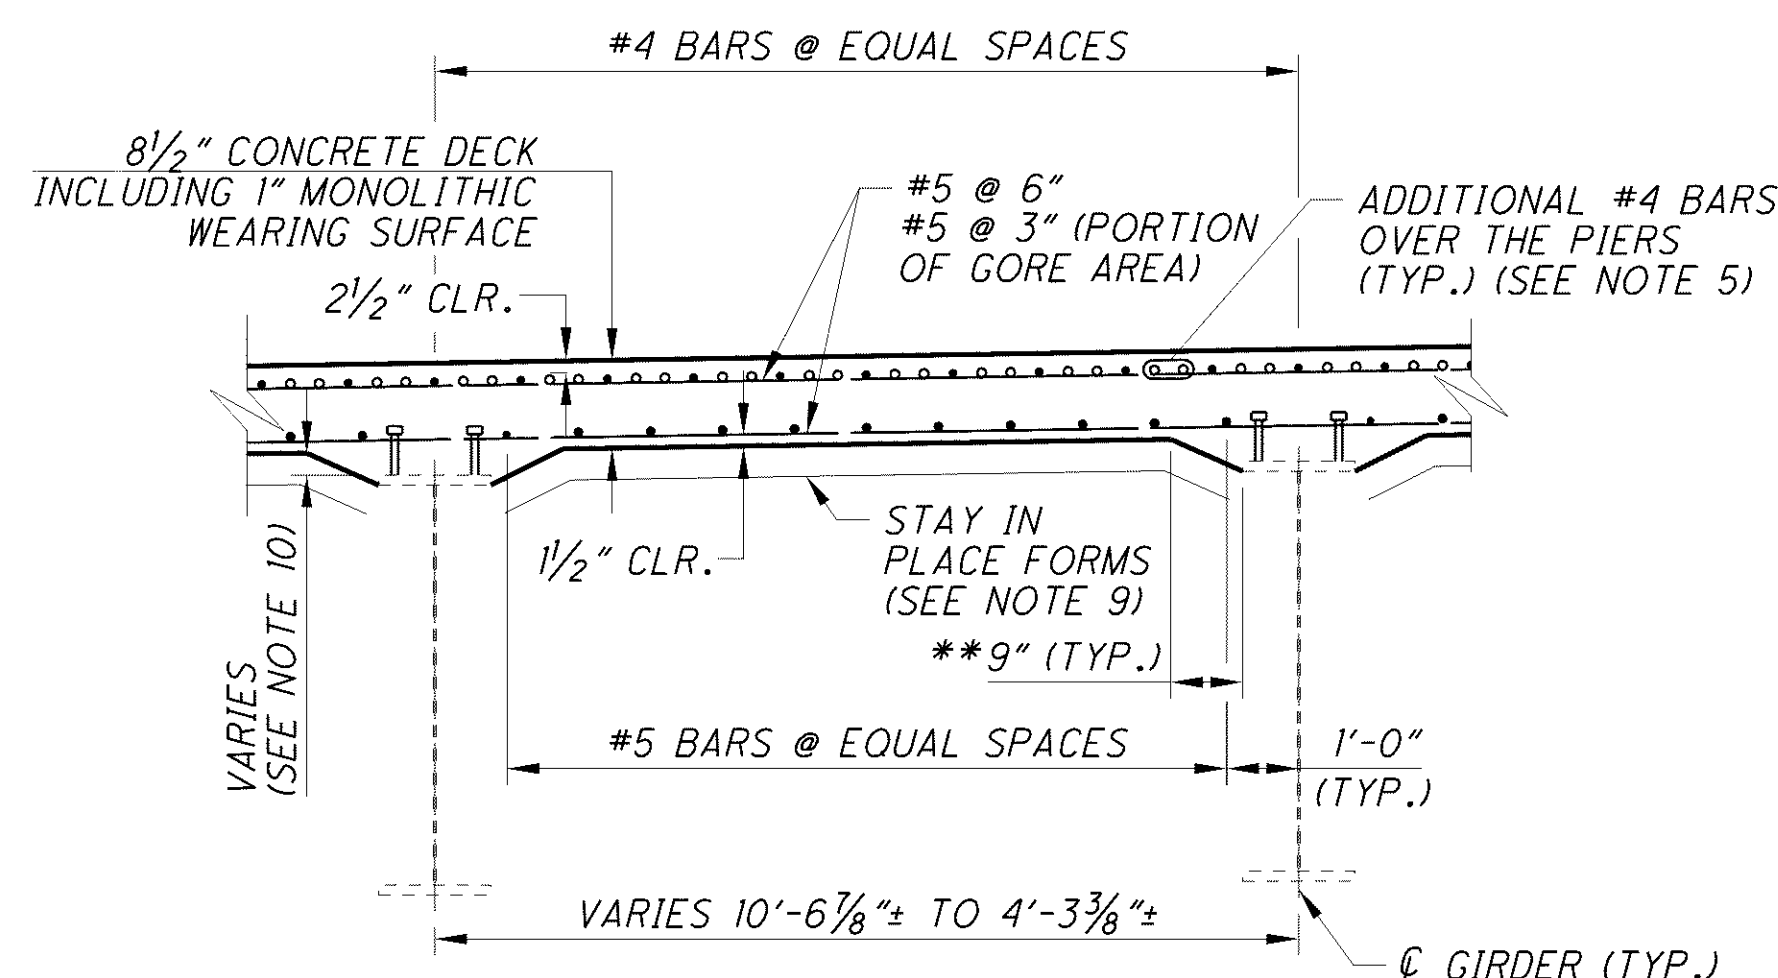 #4 BARS @ EQUAL SPACES
8½" CONCRETE DECK
INCLUDING 1" MONOLITHIC
WEARING SURFACE
2½" CLR.
#5 @ 6"
#5 @ 3" (PORTION
OF GORE AREA)
ADDITIONAL #4 BARS
OVER THE PIERS
(TYP.) (SEE NOTE 5)
1½" CLR.
STAY IN
PLACE FORMS
(SEE NOTE 9)
**9" (TYP.)
VARIES
(SEE NOTE 10)
#5 BARS @ EQUAL SPACES
1'-0"
(TYP.)
VARIES 10'-6⅞"± TO 4'-3⅜"±
℄ GIRDER (TYP.)